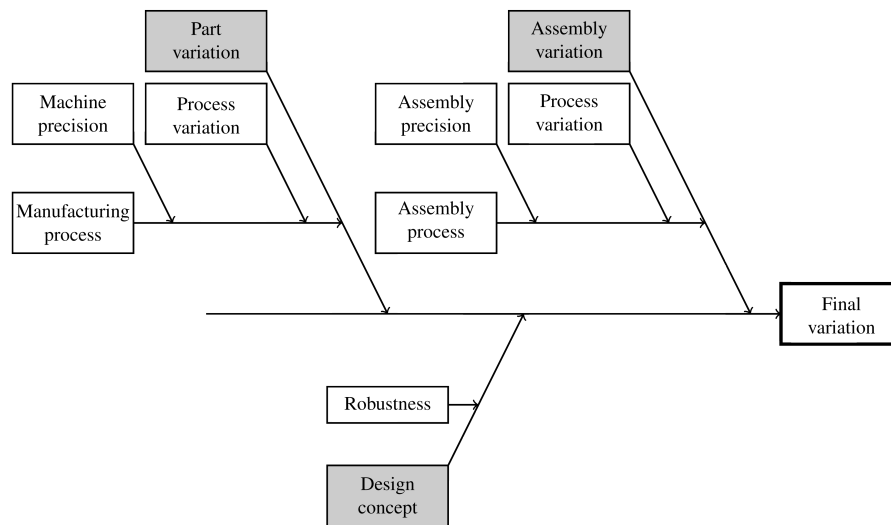 Part
variation
Assembly
variation
Machine
precision
Process
variation
Assembly
precision
Process
variation
Manufacturing
process
Assembly
process
Final
variation
Robustness
Design
concept